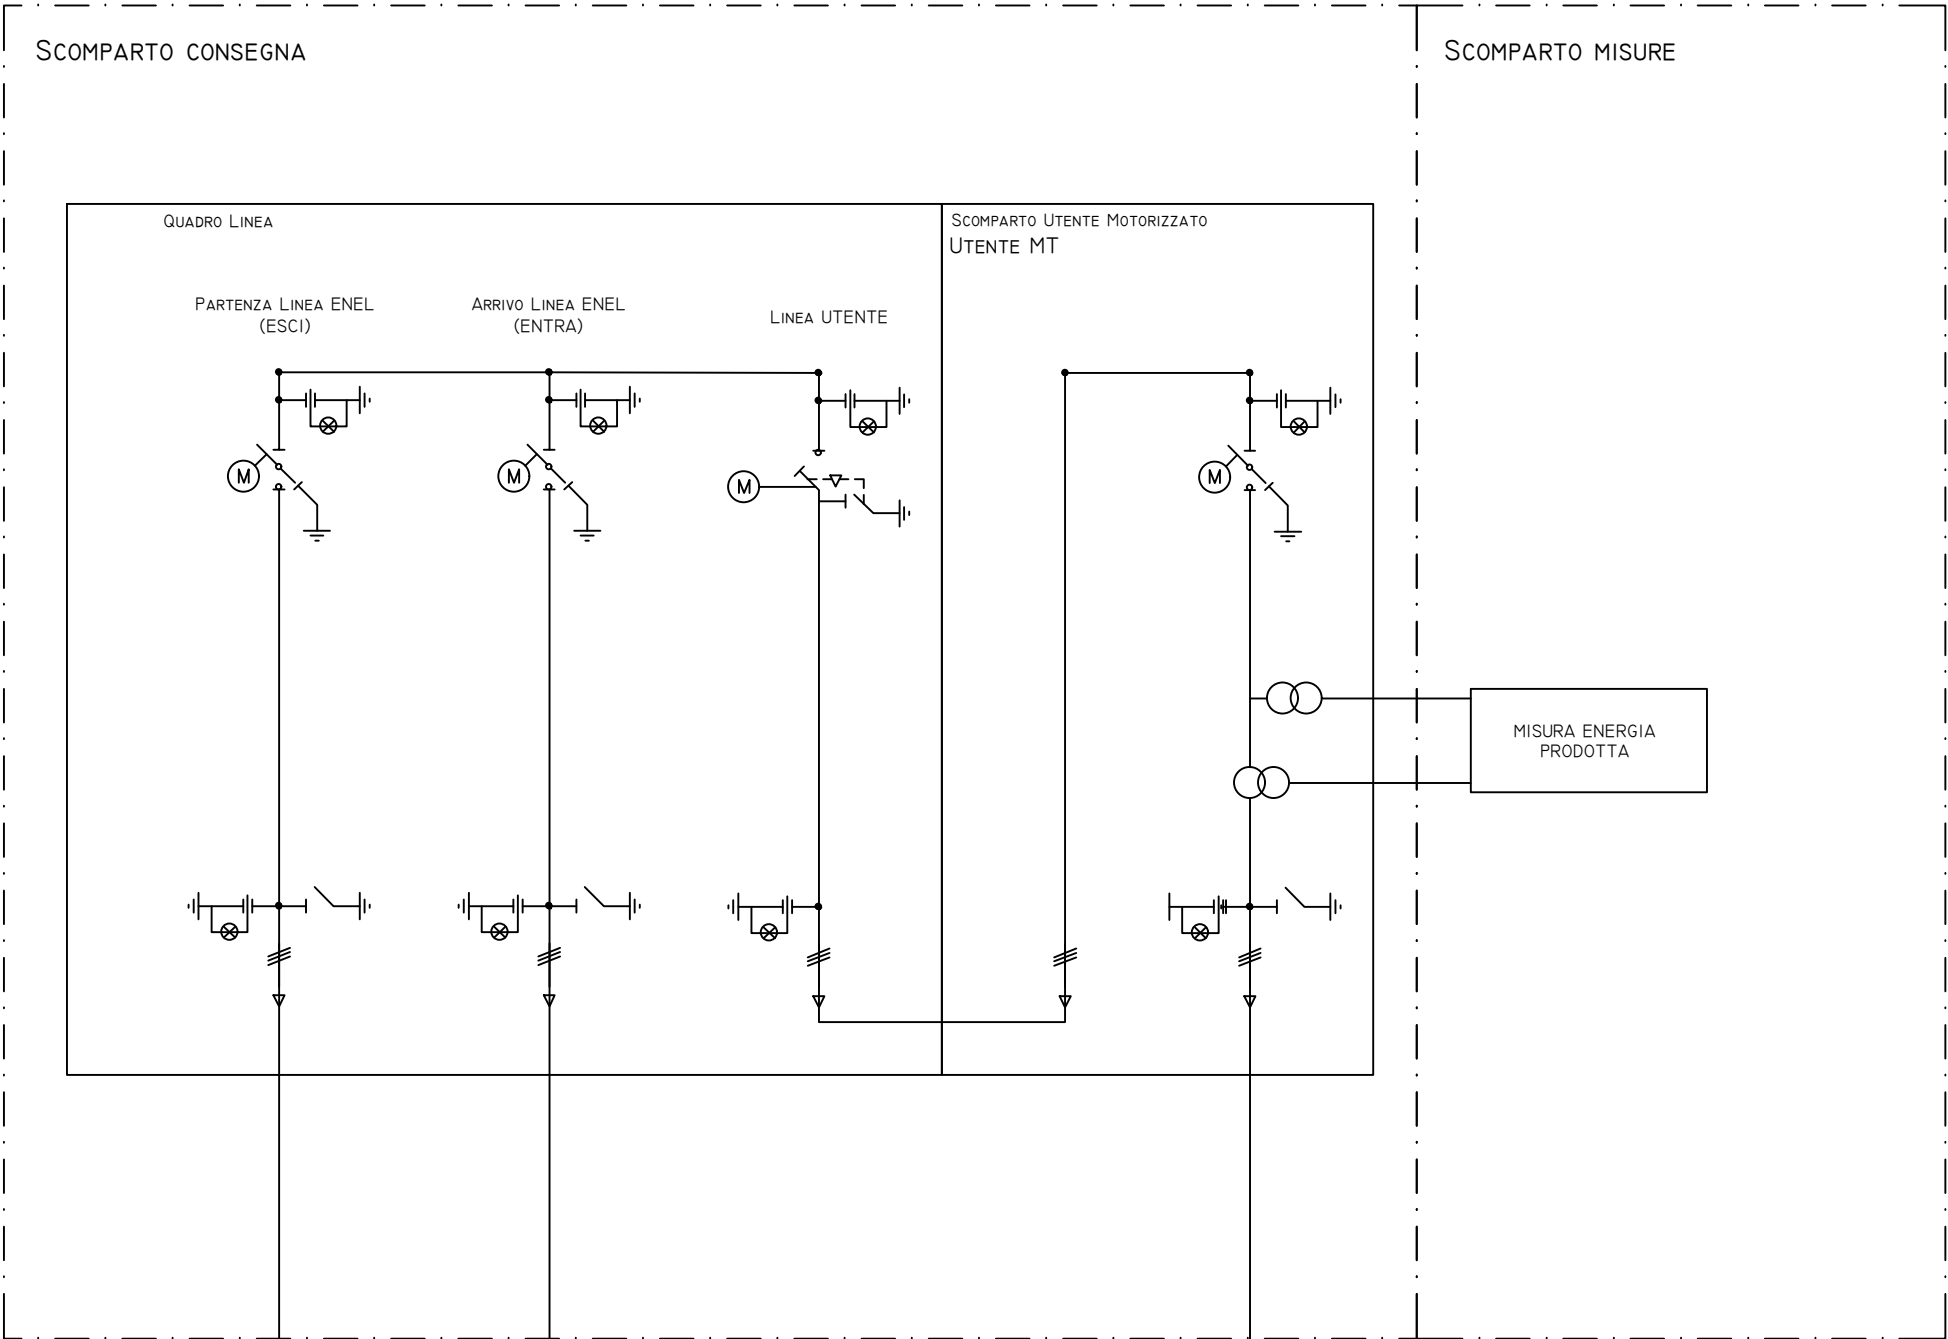 SCOMPARTO CONSEGNA
SCOMPARTO MISURE
QUADRO LINEA
SCOMPARTO UTENTE MOTORIZZATO
UTENTE MT
PARTENZA LINEA ENEL
(ESCI)
ARRIVO LINEA ENEL
(ENTRA)
LINEA UTENTE
M
M
M
M
MISURA ENERGIA
PRODOTTA